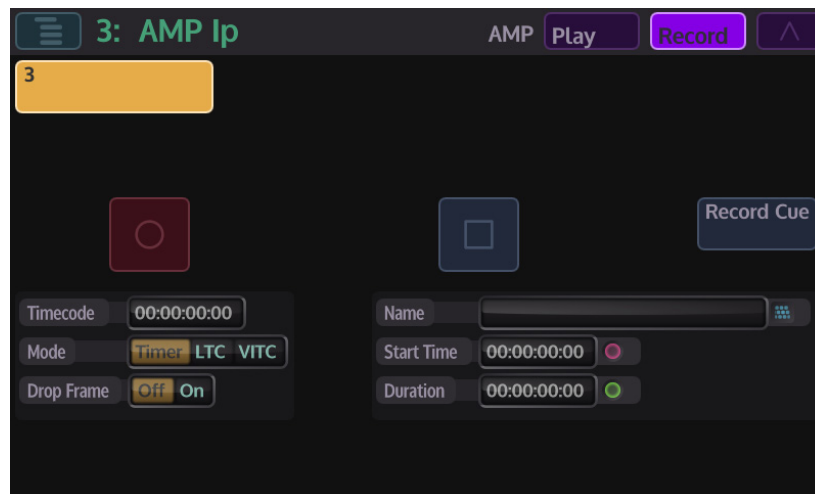 3: AMP Ip
AMP Play Record
3
Record Cue
Timecode 00:00:00:00
Mode Timer LTC VITC
Drop Frame Off On
Name
Start Time 00:00:00:00
Duration 00:00:00:00